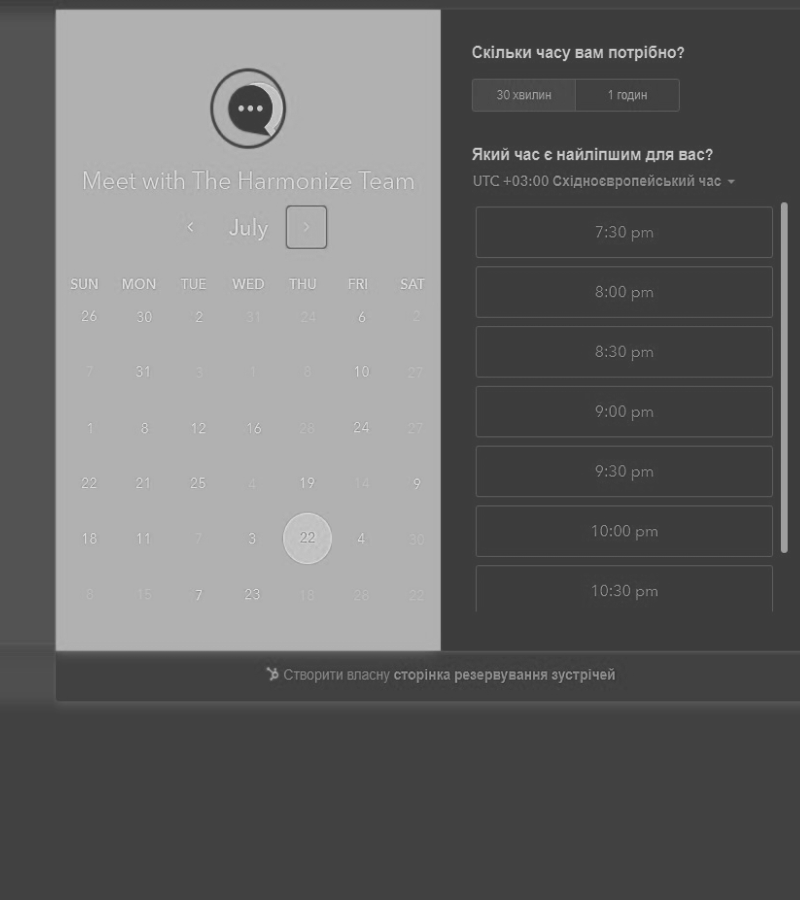 Meet with The Harmonize Team
July
SUN MON TUE WED THU FRI SAT
26 30 2 31 24 6 2
7 31 3 1 6 10 27
1 8 12 16 26 24 27
22 21 25 4 19 14 9
18 11 7 3 22 4 30
6 15 7 23 18 26 22
Скільки часу вам потрібно?
30 хвилин 1 годин
Який час є найліпшим для вас?
UTC +03:00 Східноєвропейський час
7:30 pm
8:00 pm
8:30 pm
9:00 pm
9:30 pm
10:00 pm
10:30 pm
Створити власну сторінка резервування зустрічей